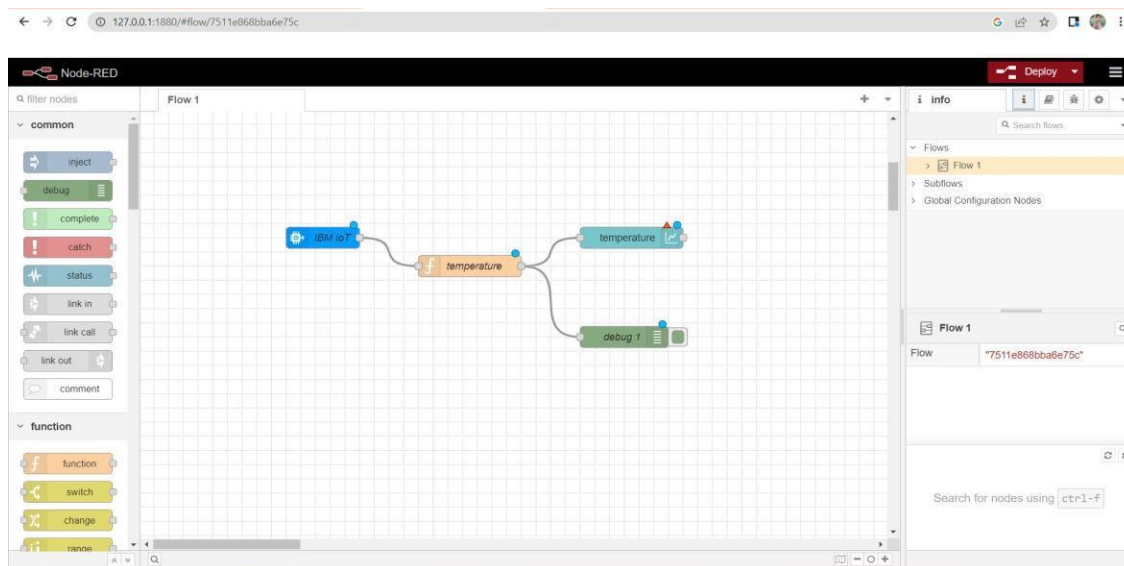 127.0.0.1:1880/#flow/7511e868bba6e75c
Node-RED
Deploy
filter nodes
Flow 1
i info
i
Search flows
common
Flows
Flow 1
Subflows
Global Configuration Nodes
inject
debug
complete
catch
status
link in
link call
link out
comment
IBM IoT
temperature
temperature
debug 1
Flow 1
Flow "7511e868bba6e75c"
function
function
switch
change
range
Search for nodes using ctrl-f